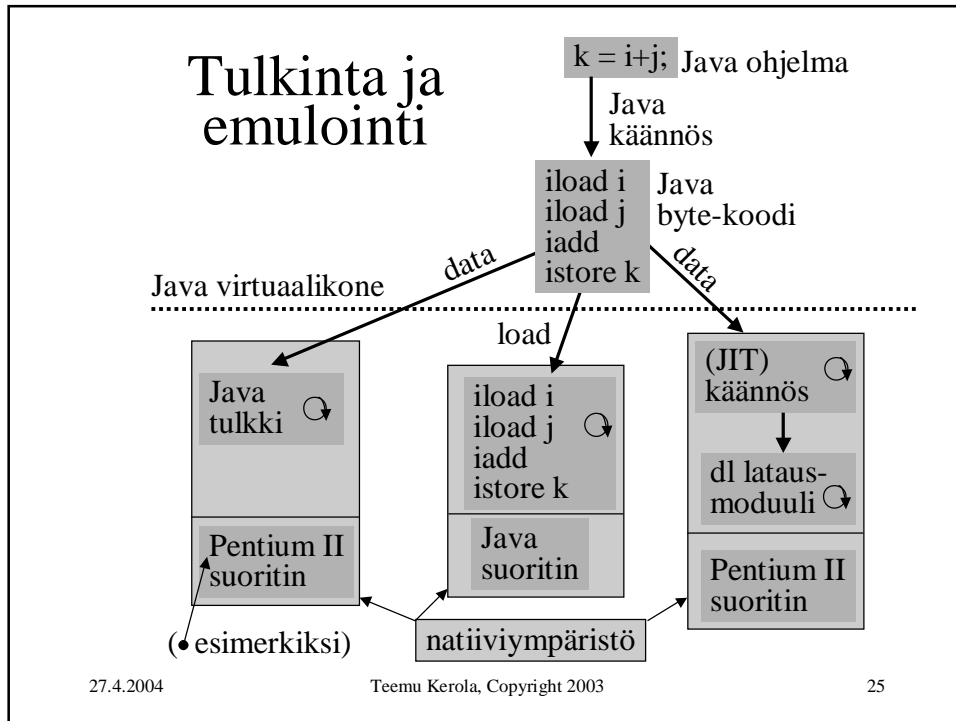 Tulkinta ja
emulointi
k = i+j;
Java ohjelma
Java
käännös
iload i
iload j
iadd
istore k
Java
byte-koodi
data
data
Java virtuaalikone
load
Java
tulkki
Pentium II
suoritin
iload i
iload j
iadd
istore k
Java
suoritin
(JIT)
käännös
dl lataus-
moduuli
Pentium II
suoritin
( esimerkiksi)
natiiviympäristö
27.4.2004
Teemu Kerola, Copyright 2003
25